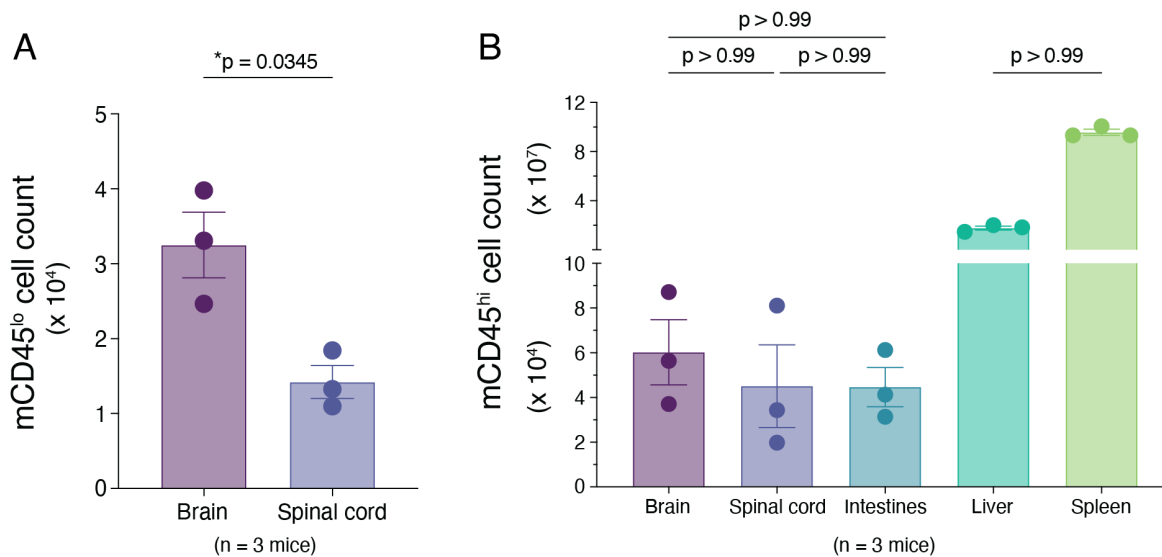 A
*p = 0.0345
mCD45ˡᵒ cell count
(x 10⁴)
5
4
3
2
1
0
Brain
Spinal cord
(n = 3 mice)
B
p > 0.99
p > 0.99
p > 0.99
p > 0.99
mCD45ʰⁱ cell count
(x 10⁷)
(x 10⁴)
12
8
4
10
8
6
4
2
0
Brain
Spinal cord
Intestines
Liver
Spleen
(n = 3 mice)